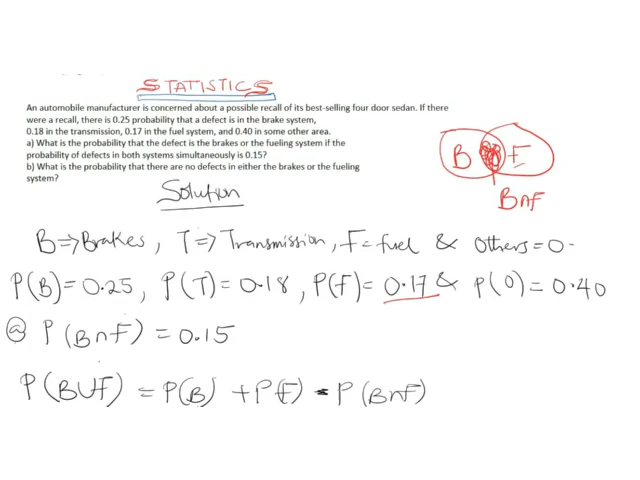 STATISTICS
An automobile manufacturer is concerned about a possible recall of its best-selling four door sedan. If there
were a recall, there is 0.25 probability that a defect is in the brake system,
0.18 in the transmission, 0.17 in the fuel system, and 0.40 in some other area.
a) What is the probability that the defect is the brakes or the fueling system if the
probability of defects in both systems simultaneously is 0.15?
b) What is the probability that there are no defects in either the brakes or the fueling
system?
Solution
B F
B∩F
B⇒Brakes, T⇒Transmission, F=fuel & Others=0
P(B)=0.25, P(T)=0.18, P(F)=0.17 & P(O)=0.40
ⓐ P(B∩F)=0.15
P(B∪F) = P(B) + P(F) - P(B∩F)